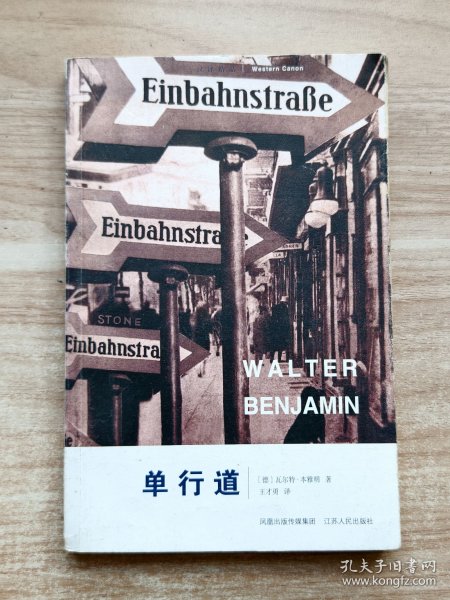 Western Canon
Einbahnstraße
Einbahnstraße
STONE
Einbahnstra
WALTER
BENJAMIN
单行道
［德］瓦尔特·本雅明 著
王才勇 译
凤凰出版传媒集团 江苏人民出版社
孔夫子旧书网
www.kongfz.com